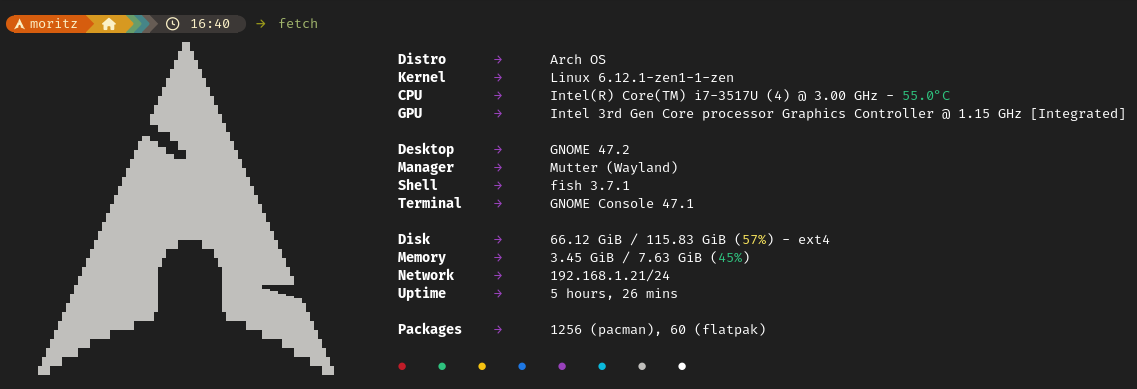 moritz 16:40 → fetch
Distro → Arch OS
Kernel → Linux 6.12.1-zen1-1-zen
CPU → Intel(R) Core(TM) i7-3517U (4) @ 3.00 GHz - 55.0°C
GPU → Intel 3rd Gen Core processor Graphics Controller @ 1.15 GHz [Integrated]
Desktop → GNOME 47.2
Manager → Mutter (Wayland)
Shell → fish 3.7.1
Terminal → GNOME Console 47.1
Disk → 66.12 GiB / 115.83 GiB (57%) - ext4
Memory → 3.45 GiB / 7.63 GiB (45%)
Network → 192.168.1.21/24
Uptime → 5 hours, 26 mins
Packages → 1256 (pacman), 60 (flatpak)